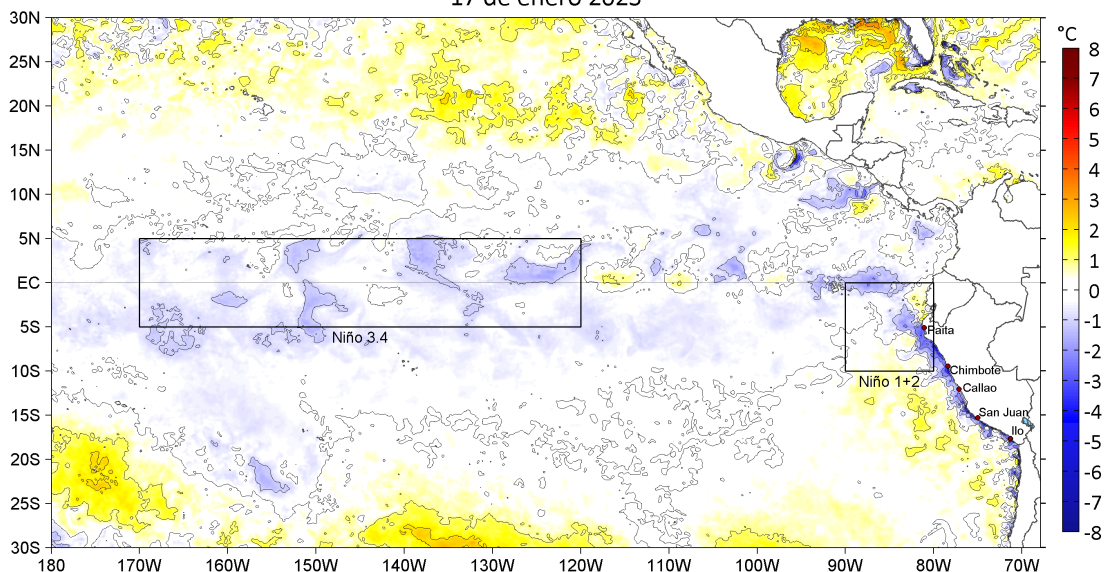 17 de enero 2023
30N
°C
8
25N
7
6
20N
5
15N
4
3
10N
2
5N
1
EC
0
-1
5S
Niño 3.4
Paita
-2
10S
Chimbote
Niño 1+2
Callao
-3
15S
San Juan
-4
Ilo
-5
20S
-6
25S
-7
30S
-8
180W 170W 160W 150W 140W 130W 120W 110W 100W 90W 80W 70W